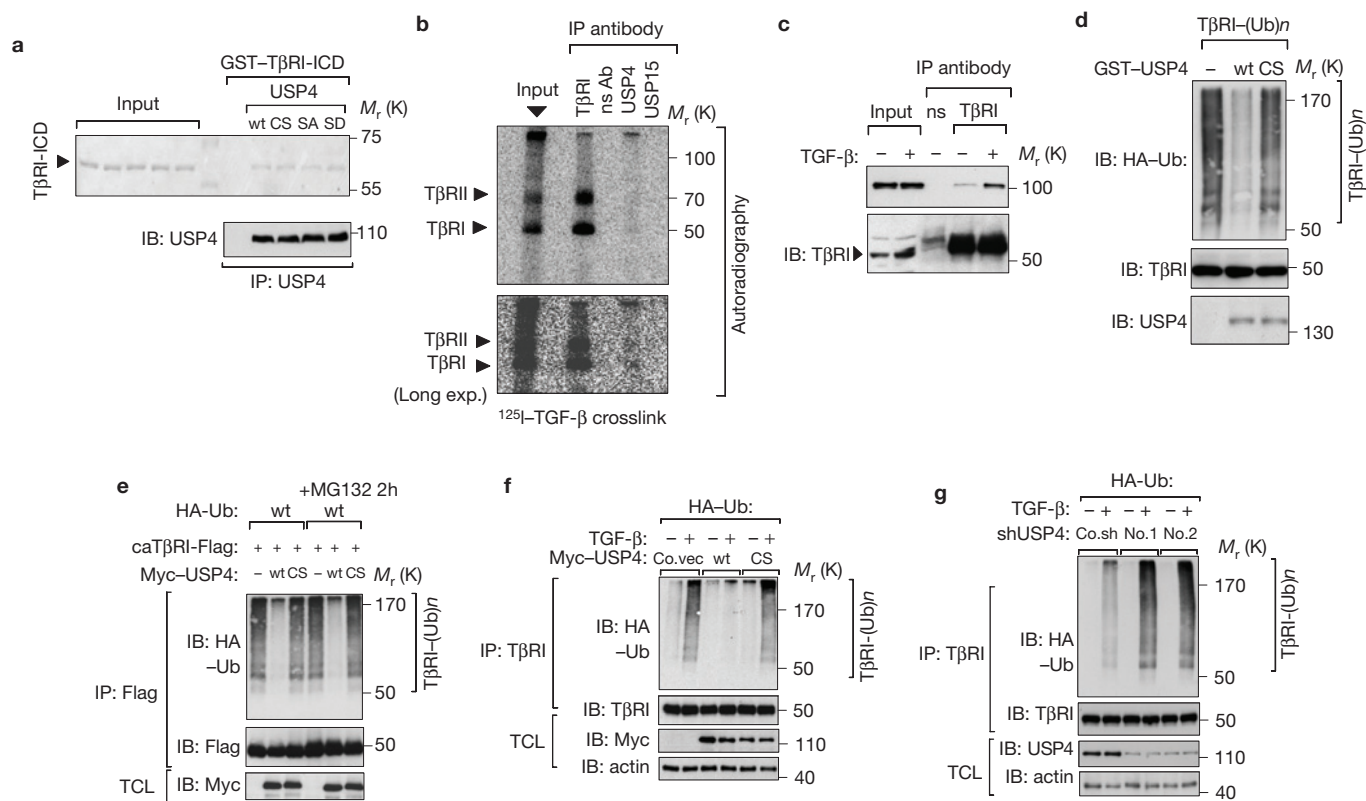 a
GST–TβRI-ICD
USP4
Input
wt CS SA SD
Mr (K)
75
TβRI-ICD
55
IB: USP4
110
IP: USP4
b
IP antibody
Input
TβRI
ns Ab
USP4
USP15
Mr (K)
100
TβRII
70
TβRI
50
TβRII
TβRI
(Long exp.)
Autoradiography
125I–TGF-β crosslink
c
IP antibody
Input
ns
TβRI
TGF-β: – + – – +
Mr (K)
100
IB: TβRI
50
d
TβRI–(Ub)n
GST–USP4
– wt CS
Mr (K)
170
IB: HA–Ub:
TβRI–(Ub)n
50
IB: TβRI
50
IB: USP4
130
e
+MG132 2h
HA-Ub: wt wt
caTβRI-Flag: + + + + + +
Myc–USP4: – wt CS – wt CS
Mr (K)
170
IB: HA
–Ub
TβRI–(Ub)n
50
IP: Flag
IB: Flag
50
TCL
IB: Myc
f
HA–Ub:
TGF-β: – + – + – +
Myc–USP4: Co.vec wt CS
Mr (K)
170
IB: HA
–Ub
TβRI-(Ub)n
IP: TβRI
50
IB: TβRI
50
TCL
IB: Myc
110
IB: actin
40
g
HA-Ub:
TGF-β: – + – + – +
shUSP4: Co.sh No.1 No.2
Mr (K)
170
IB: HA
–Ub
TβRI-(Ub)n
IP: TβRI
50
IB: TβRI
50
TCL
IB: USP4
110
IB: actin
40